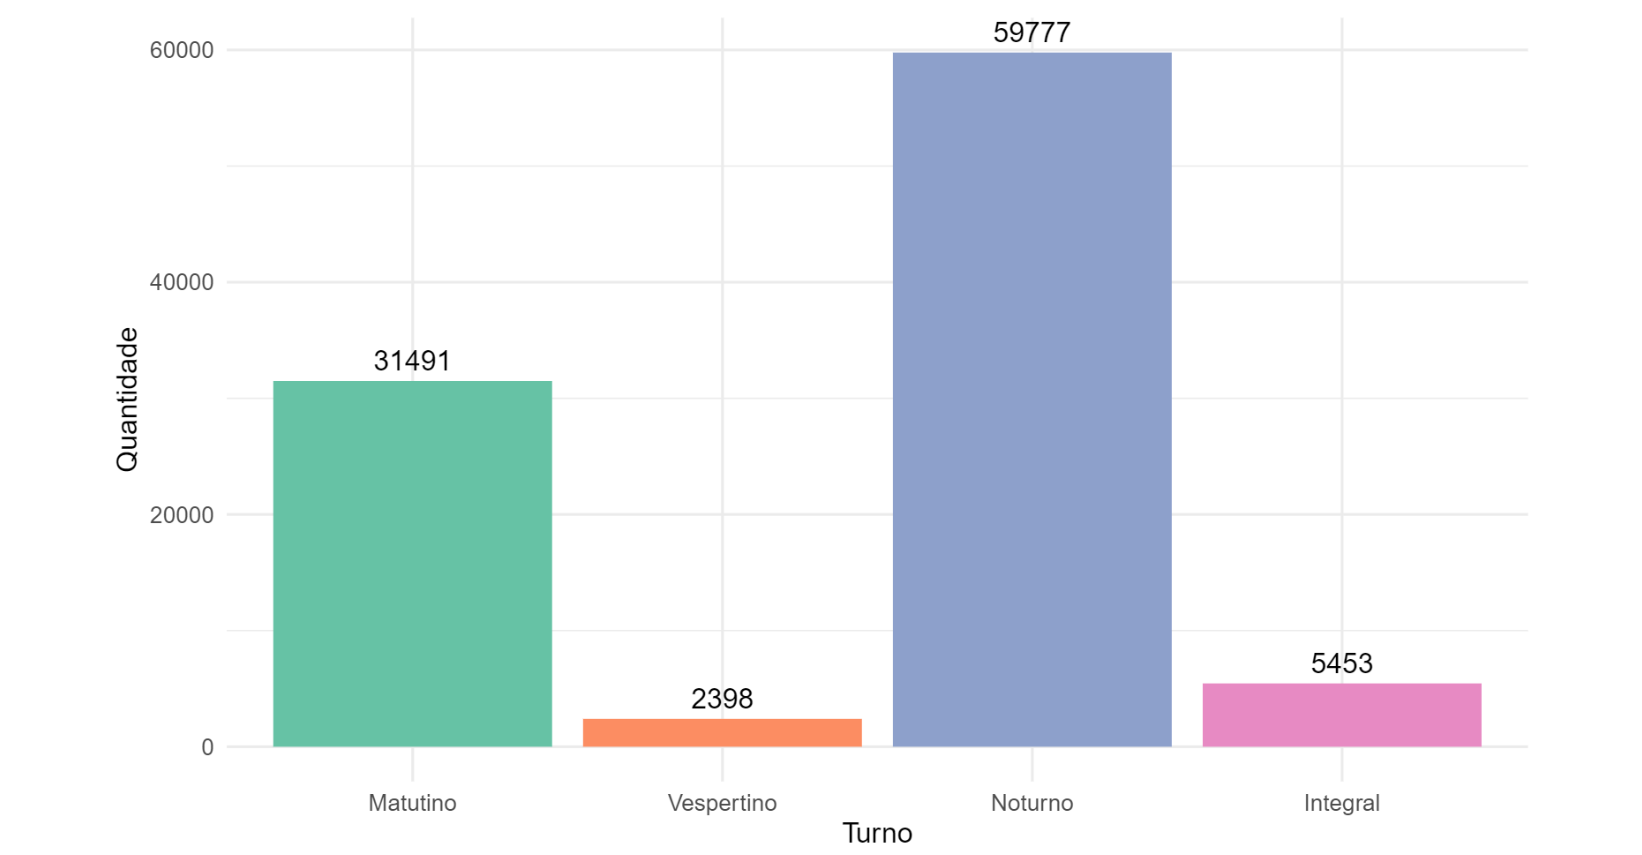 59777
60000
40000
31491
Quantidade
20000
5453
2398
0
Matutino Vespertino Noturno Integral
Turno